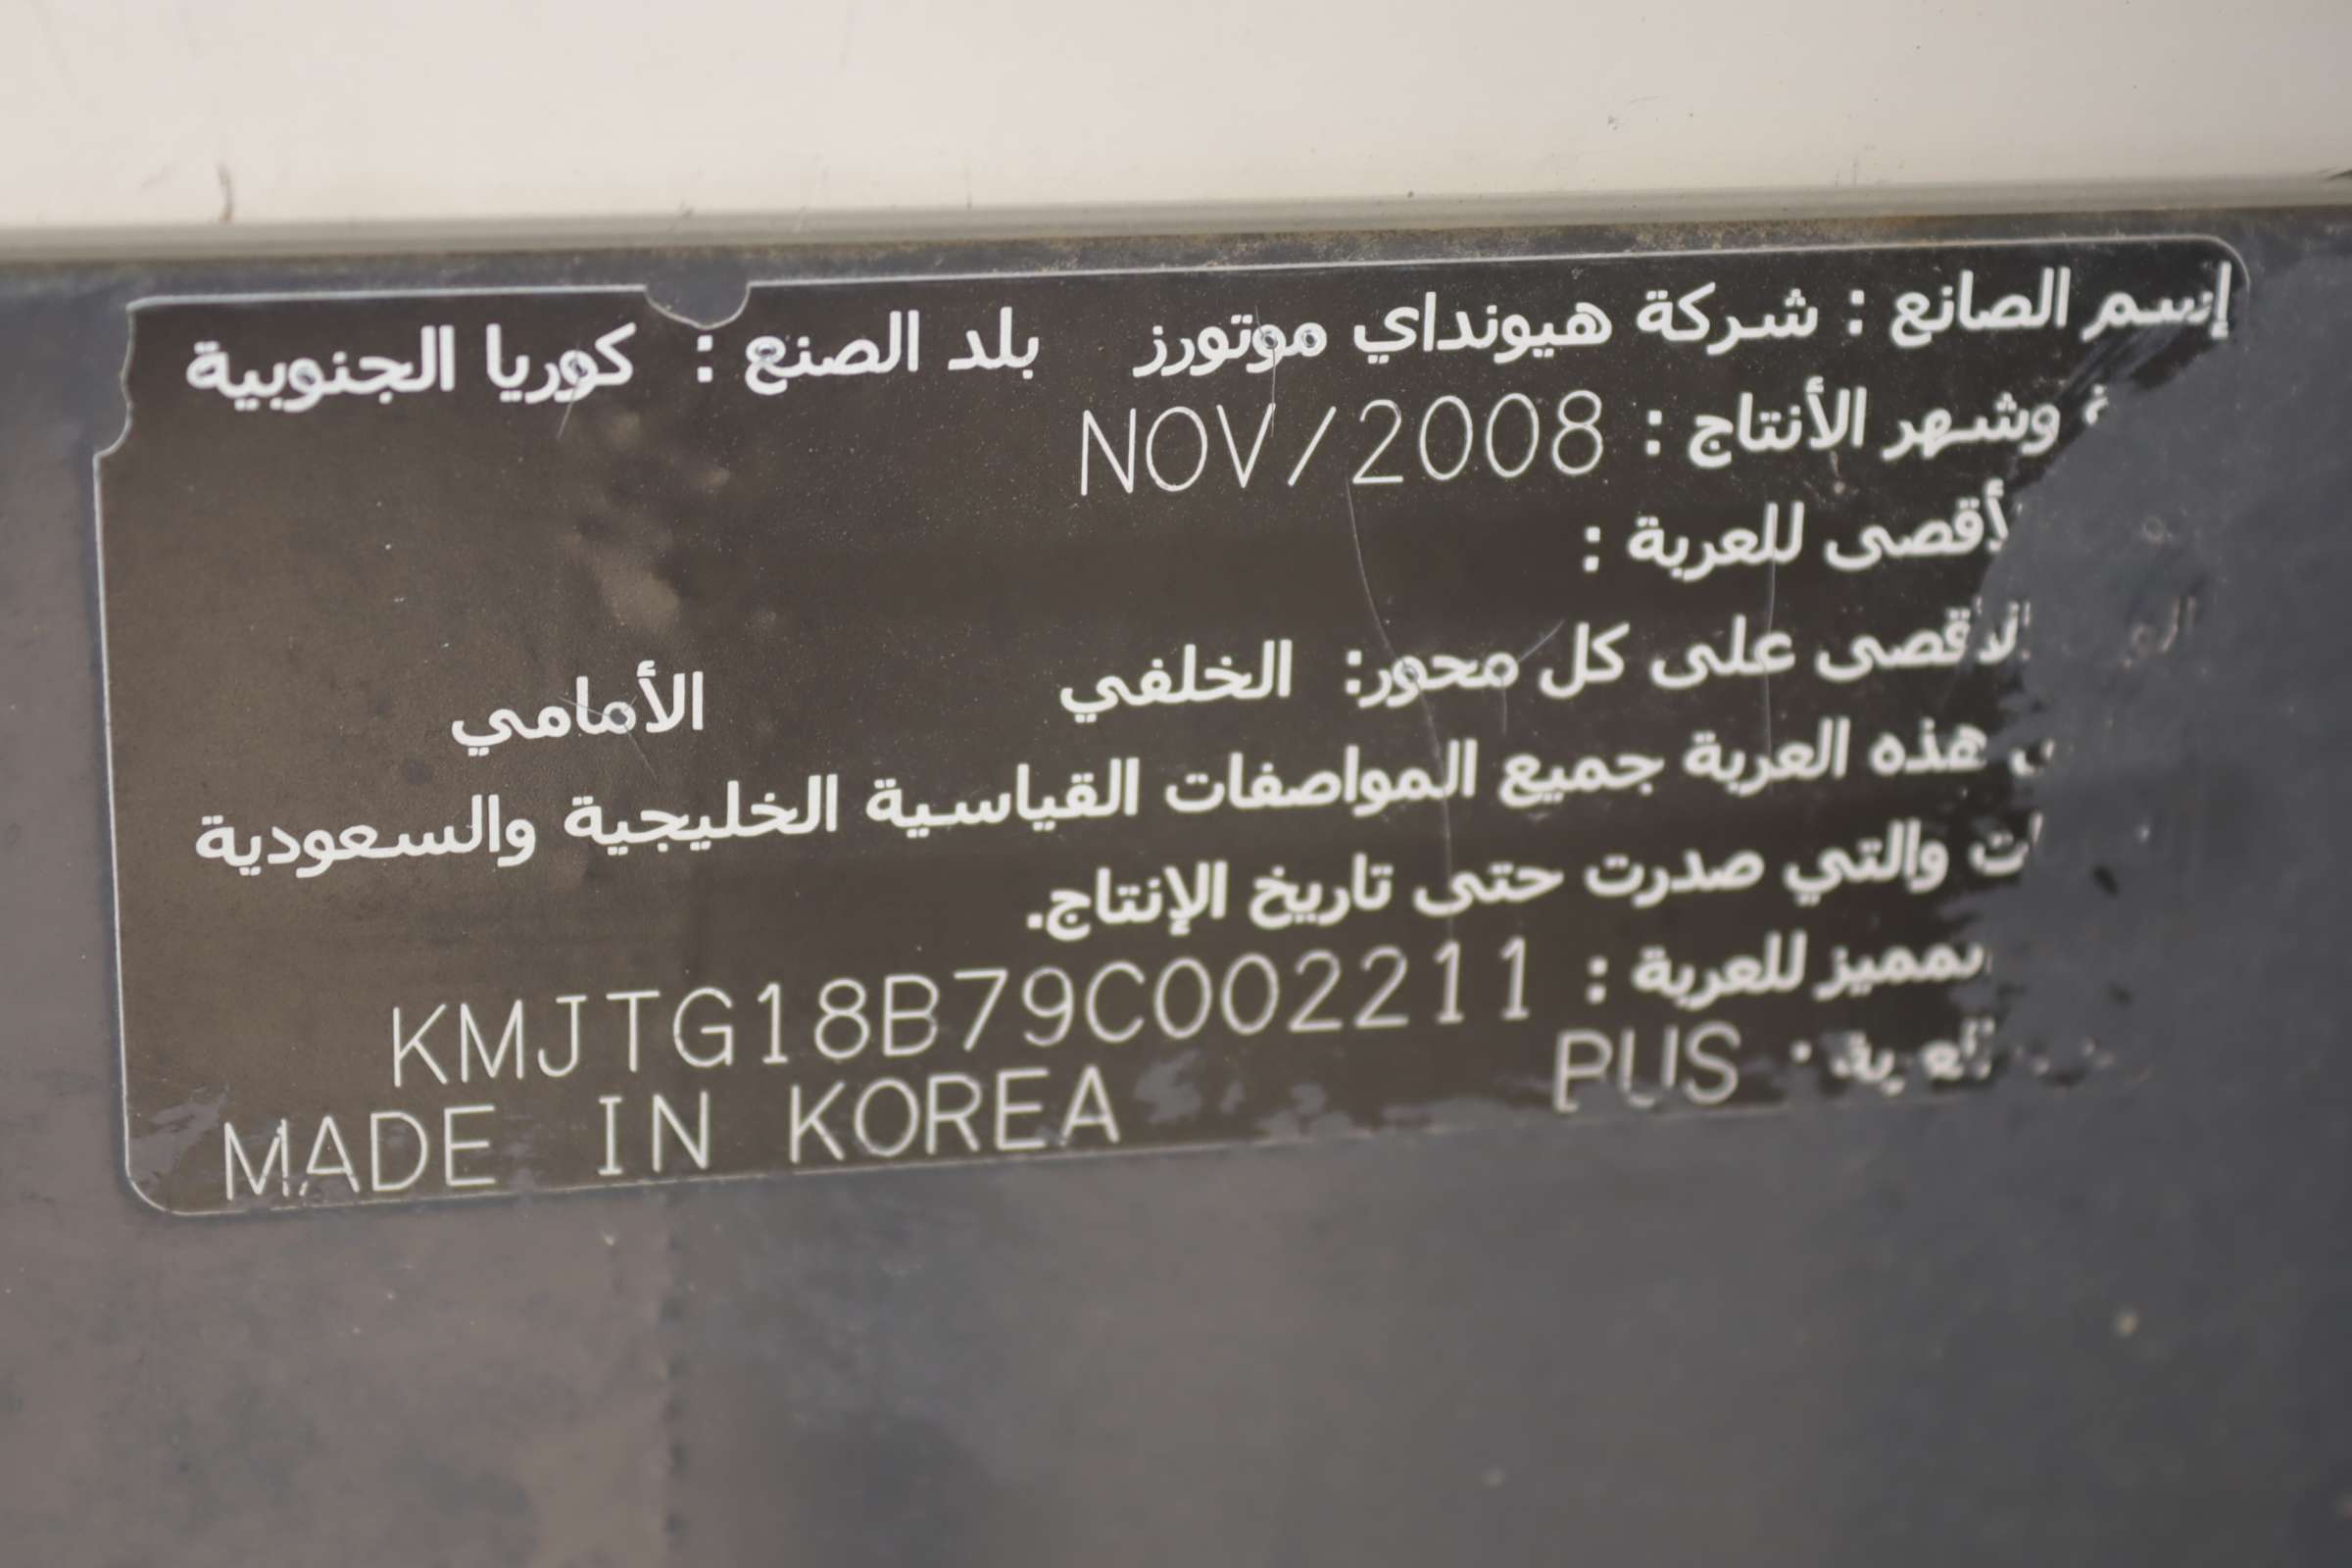 إسم الصانع : شركة هيونداي موتورز بلد الصنع : كوريا الجنوبية
وشهر الأنتاج : NOV/2008
أقصى للعربة :
الأقصى على كل محور: الخلفي الأمامي
هذه العربة جميع المواصفات القياسية الخليجية والسعودية
والتي صدرت حتى تاريخ الإنتاج.
للعربة : KMJTG18B79C002211
MADE IN KOREA